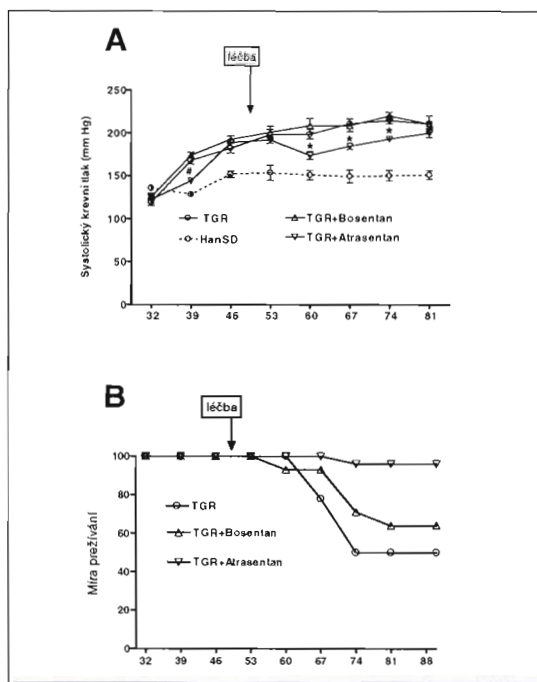 A
léčba
Systolický krevní tlak (mm Hg)
250
200
150
100
50
0
#
*
*
*
TGR
HanSD
TGR+Bosentan
TGR+Atrasentan
32 39 46 53 60 67 74 81
B
léčba
Míra prežívání
100
80
60
40
20
0
TGR
TGR+Bosentan
TGR+Atrasentan
32 39 46 53 60 67 74 81 88